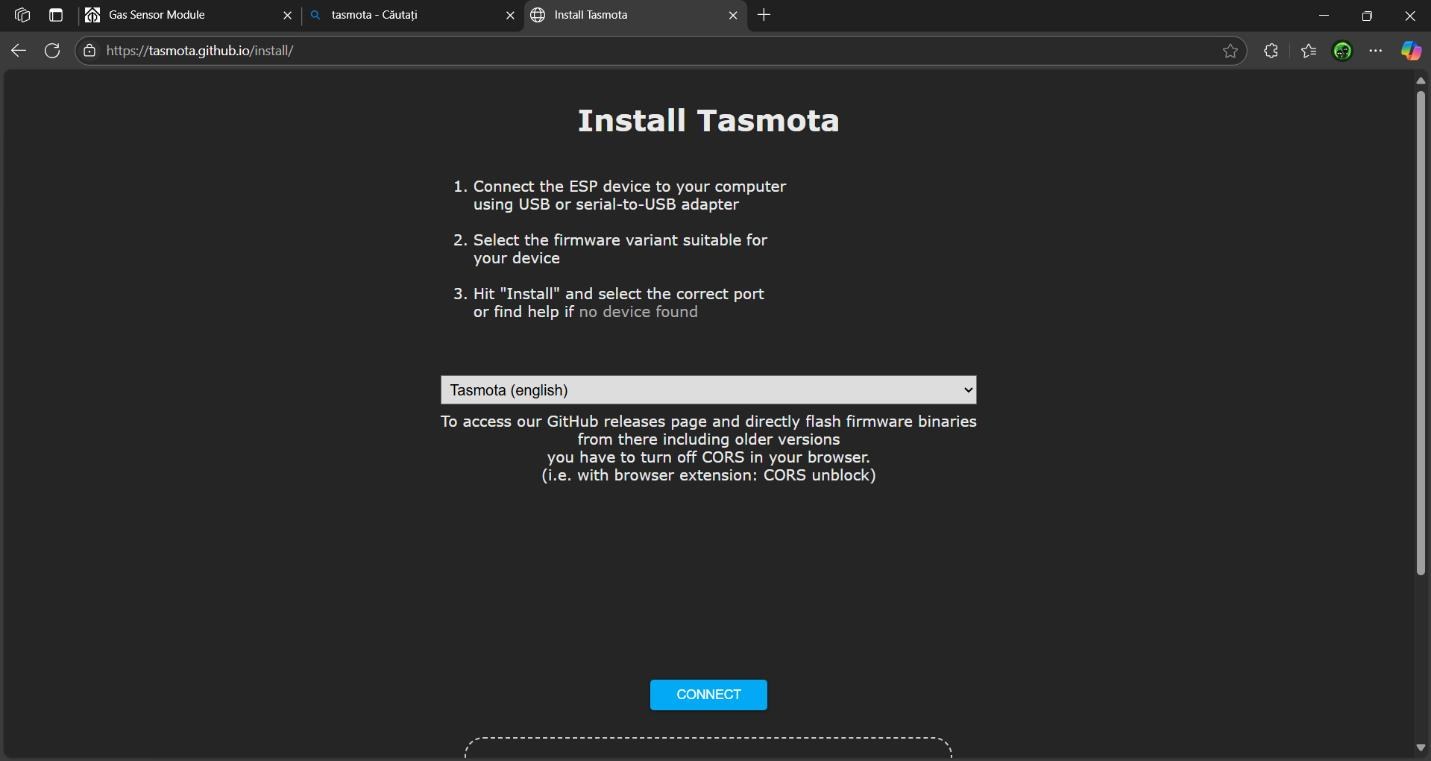 Gas Sensor Module
tasmota - Căutați
Install Tasmota
https://tasmota.github.io/install/
Install Tasmota
1. Connect the ESP device to your computer
using USB or serial-to-USB adapter
2. Select the firmware variant suitable for
your device
3. Hit "Install" and select the correct port
or find help if no device found
Tasmota (english)
To access our GitHub releases page and directly flash firmware binaries
from there including older versions
you have to turn off CORS in your browser.
(i.e. with browser extension: CORS unblock)
CONNECT